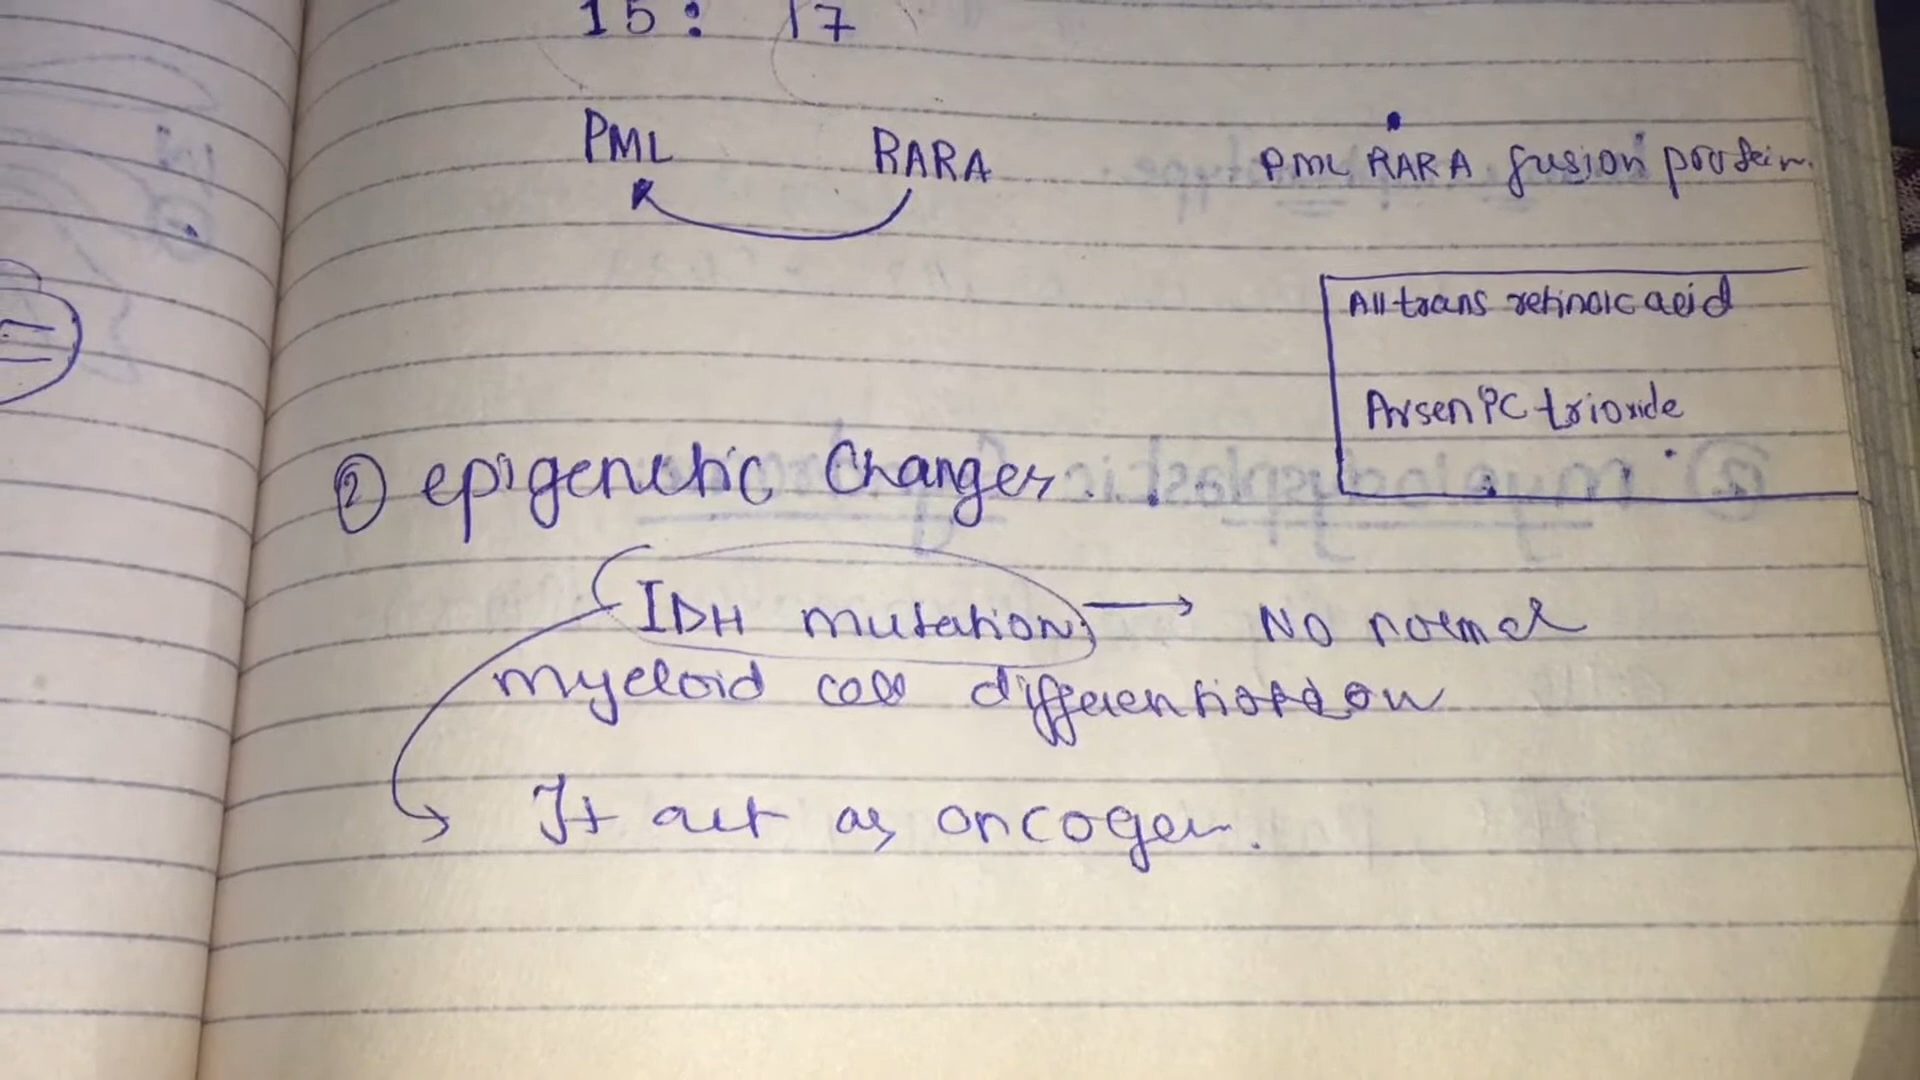 15: 17
PML RARA PML RARA fusion protein.
All trans retinoic acid
Arsenic trioxide
② epigenetic Changes.
IDH mutation → No normal
myeloid cell differentiation
It act as oncogen.